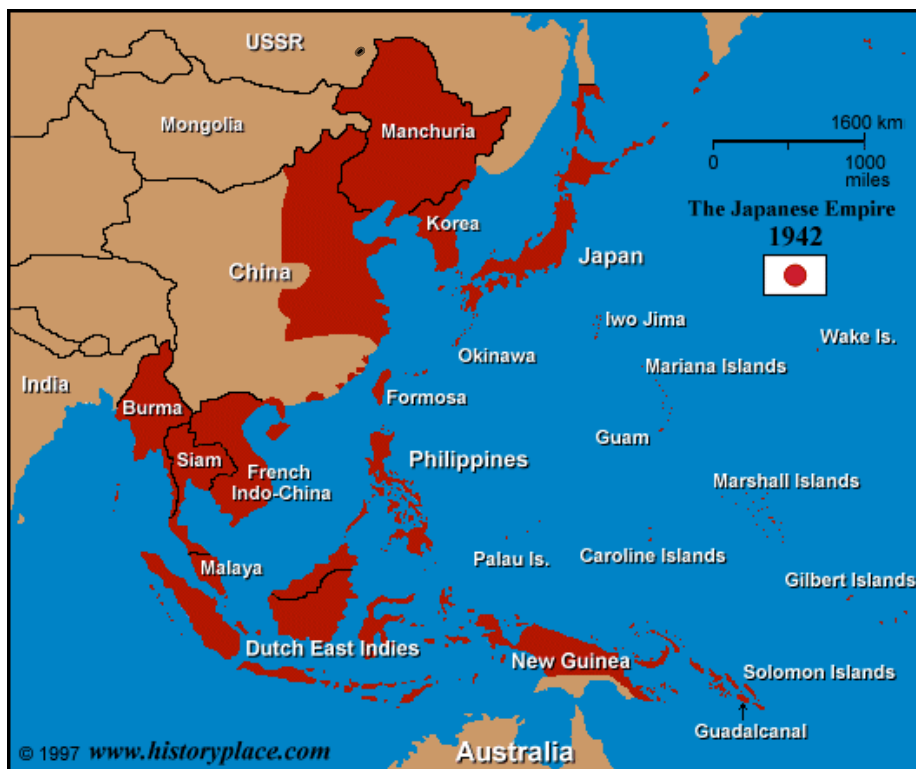 USSR
Mongolia
Manchuria
1600 km
0
1000
miles
The Japanese Empire
1942
Korea
Japan
China
Iwo Jima
Wake Is.
Okinawa
Mariana Islands
India
Burma
Formosa
Guam
Siam
French
Indo-China
Philippines
Marshall Islands
Palau Is.
Caroline Islands
Malaya
Gilbert Islands
Dutch East Indies
New Guinea
Solomon Islands
Guadalcanal
© 1997 www.historyplace.com
Australia